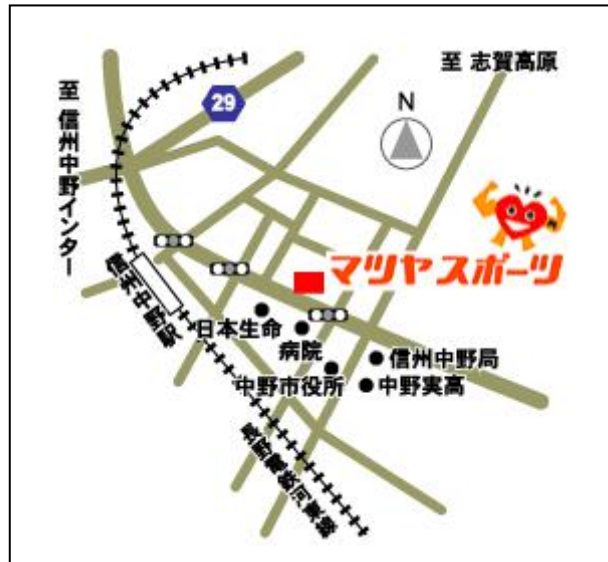 至 志賀高原
至 信州中野インター
29
N
マツヤスポーツ
信州中野駅
日本生命
病院
信州中野局
中野市役所
中野実高
長野電鉄河東線